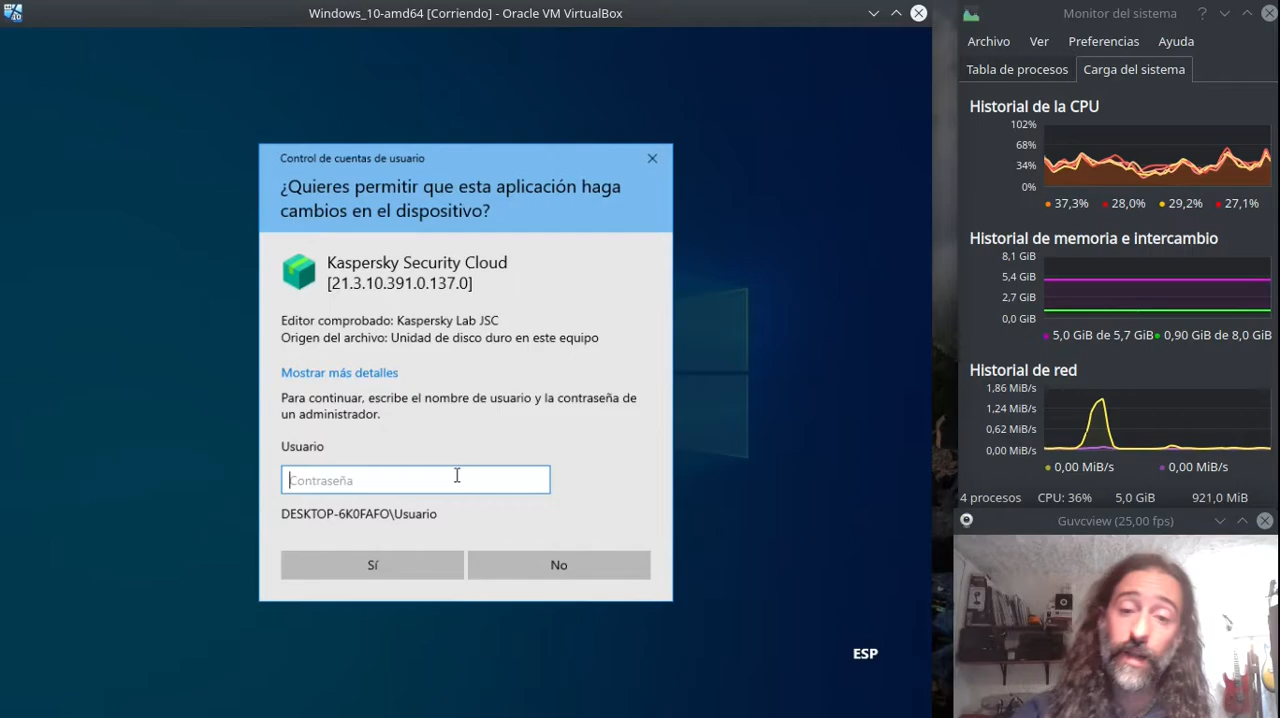 Windows_10-amd64 [Corriendo] - Oracle VM VirtualBox
Control de cuentas de usuario
¿Quieres permitir que esta aplicación haga
cambios en el dispositivo?
Kaspersky Security Cloud
[21.3.10.391.0.137.0]
Editor comprobado: Kaspersky Lab JSC
Origen del archivo: Unidad de disco duro en este equipo
Mostrar más detalles
Para continuar, escribe el nombre de usuario y la contraseña de
un administrador.
Usuario
Contraseña
DESKTOP-6K0FAFO\Usuario
Sí
No
ESP
Monitor del sistema
Archivo Ver Preferencias Ayuda
Tabla de procesos Carga del sistema
Historial de la CPU
102%
68%
34%
0%
37,3% 28,0% 29,2% 27,1%
Historial de memoria e intercambio
8,1 GiB
5,4 GiB
2,7 GiB
0,0 GiB
5,0 GiB de 5,7 GiB 0,90 GiB de 8,0 GiB
Historial de red
1,86 MiB/s
1,24 MiB/s
0,62 MiB/s
0,00 MiB/s
0,00 MiB/s 0,00 MiB/s
4 procesos CPU: 36% 5,0 GiB 921,0 MiB
Guvcview (25,00 fps)